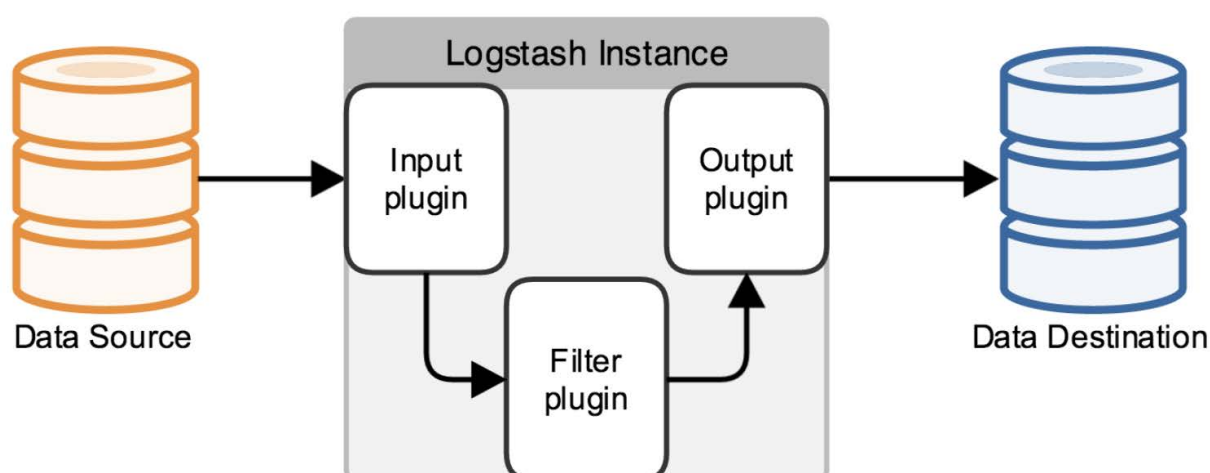 Logstash Instance
Input
plugin
Output
plugin
Filter
plugin
Data Source
Data Destination